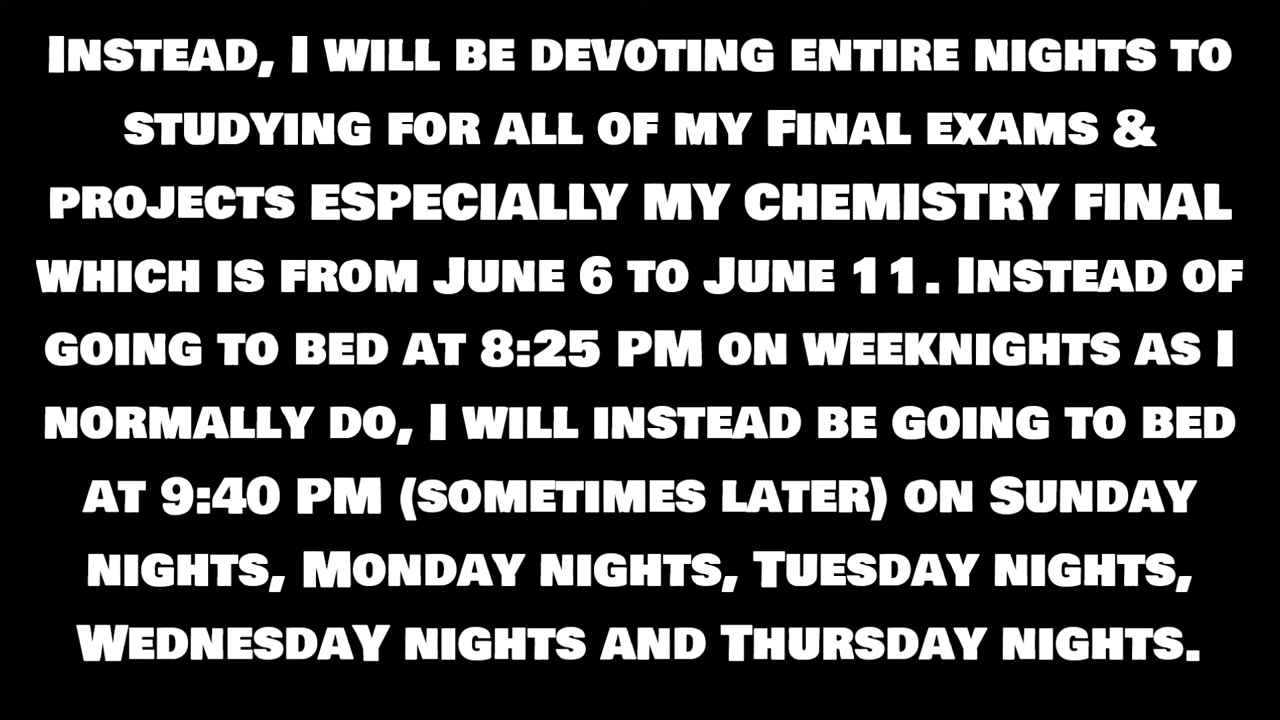 Instead, I will be devoting entire nights to
studying for all of my Final exams &
projects ESPECIALLY MY CHEMISTRY FINAL
which is from June 6 to June 11. Instead of
going to bed at 8:25 PM on weeknights as I
normally do, I will instead be going to bed
at 9:40 PM (sometimes later) on Sunday
nights, Monday nights, Tuesday nights,
WednesdaY nights and Thursday nights.